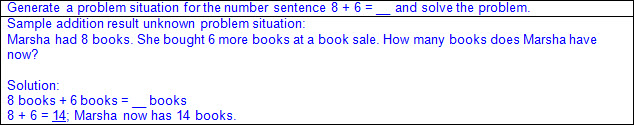 Generate a problem situation for the number sentence 8 + 6 = __ and solve the problem.
Sample addition result unknown problem situation:
Marsha had 8 books. She bought 6 more books at a book sale. How many books does Marsha have
now?
Solution:
8 books + 6 books = __ books
8 + 6 = 14; Marsha now has 14 books.